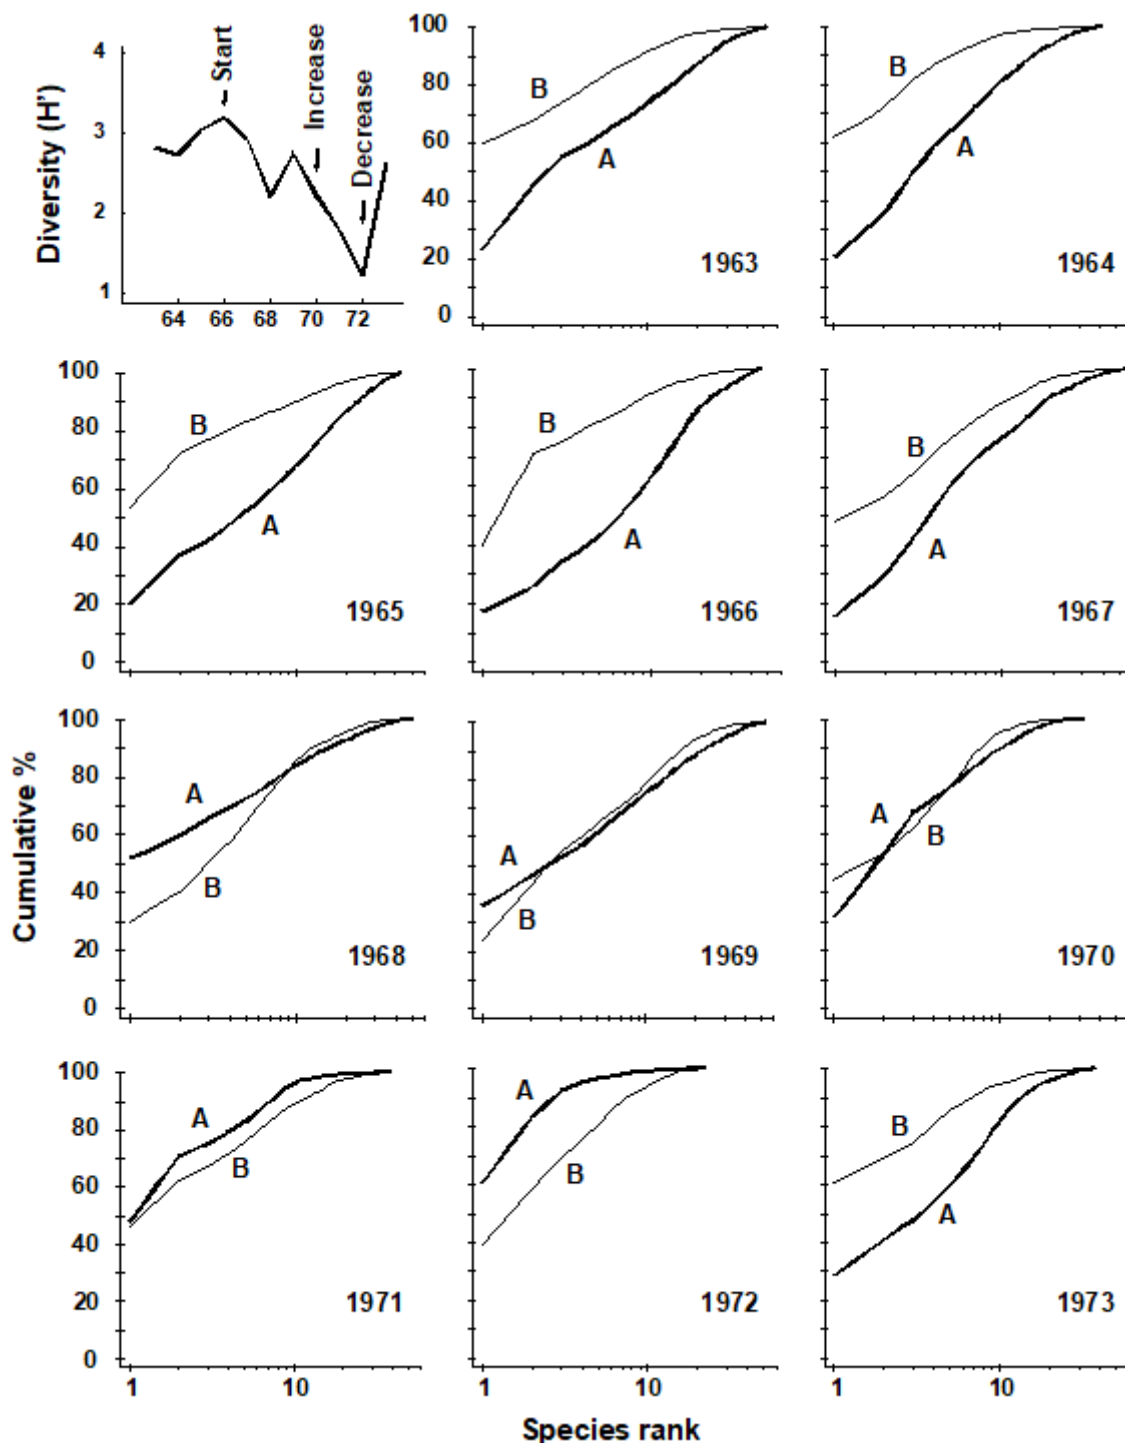 Diversity (H')
4
3
2
1
Start
Increase
Decrease
64 66 68 70 72
100
80
60
40
20
0
B
A
1963
B
A
1964
100
80
60
40
20
0
B
A
1965
B
A
1966
B
A
1967
Cumulative %
100
80
60
40
20
0
A
B
1968
A
B
1969
A
B
1970
100
80
60
40
20
0
A
B
1971
A
B
1972
B
A
1973
1 10
1 10
1 10
Species rank